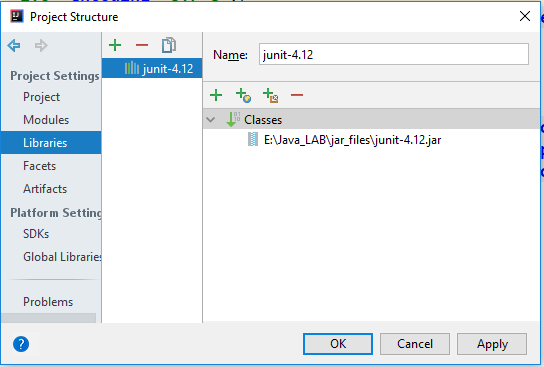 Project Structure
Project Settings
Project
Modules
Libraries
Facets
Artifacts
Platform Setting
SDKs
Global Libraries
Problems
junit-4.12
Name: junit-4.12
Classes
E:\Java_LAB\jar_files\junit-4.12.jar
?
OK
Cancel
Apply